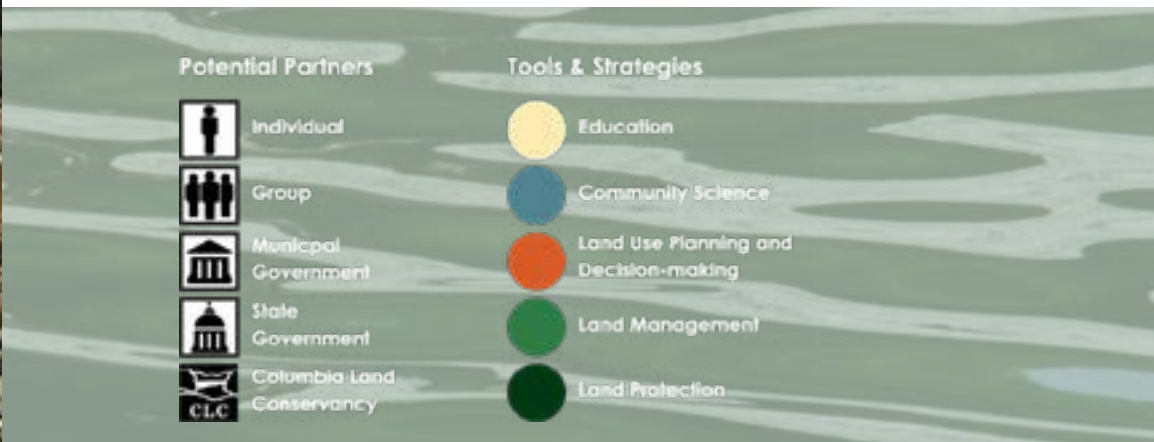 Potential Partners
Individual
Group
Municpal
Government
State
Government
CLC
Columbia Land
Conservancy
Tools & Strategies
Education
Community Science
Land Use Planning and
Decision-making
Land Management
Land Protection